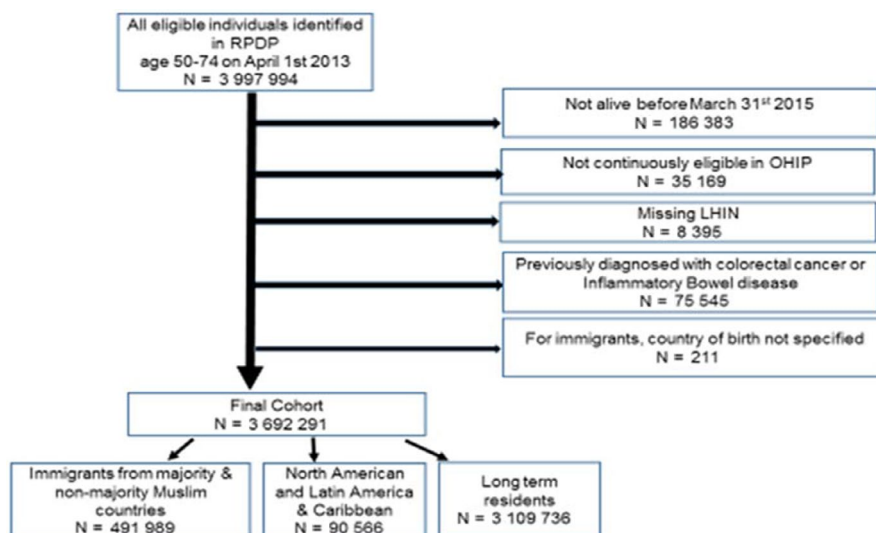 All eligible individuals identified
in RPDP
age 50-74 on April 1st 2013
N = 3 997 994
Not alive before March 31st 2015
N = 186 383
Not continuously eligible in OHIP
N = 35 169
Missing LHIN
N = 8 395
Previously diagnosed with colorectal cancer or
Inflammatory Bowel disease
N = 75 545
For immigrants, country of birth not specified
N = 211
Final Cohort
N = 3 692 291
Immigrants from majority &
non-majority Muslim
countries
N = 491 989
North American
and Latin America
& Caribbean
N = 90 566
Long term
residents
N = 3 109 736